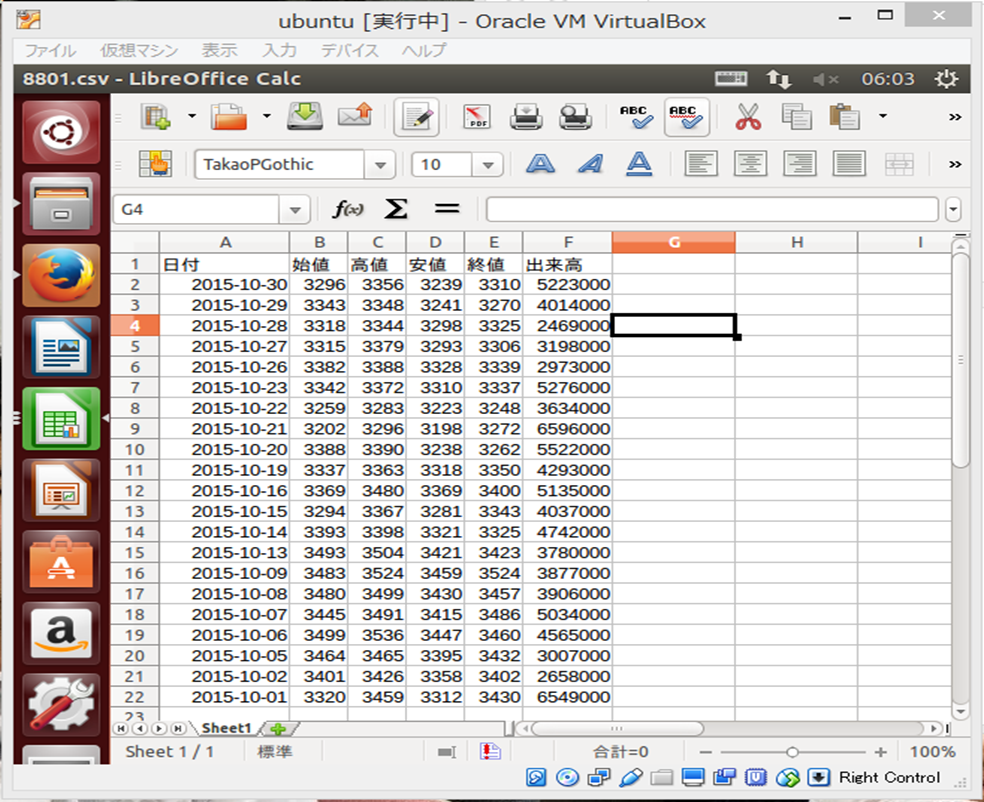 ubuntu [実行中] - Oracle VM VirtualBox
ファイル 仮想マシン 表示 入力 デバイス ヘルプ
8801.csv - LibreOffice Calc 06:03
PDF ABC ABC »
TakaoPGothic 10 A A A »
G4 f(x) Σ =
A B C D E F G H I
1 日付 始値 高値 安値 終値 出来高
2 2015-10-30 3296 3356 3239 3310 5223000
3 2015-10-29 3343 3348 3241 3270 4014000
4 2015-10-28 3318 3344 3298 3325 2469000
5 2015-10-27 3315 3379 3293 3306 3198000
6 2015-10-26 3382 3388 3328 3339 2973000
7 2015-10-23 3342 3372 3310 3337 5276000
8 2015-10-22 3259 3283 3223 3248 3634000
9 2015-10-21 3202 3296 3198 3272 6596000
10 2015-10-20 3388 3390 3238 3262 5522000
11 2015-10-19 3337 3363 3318 3350 4293000
12 2015-10-16 3369 3480 3369 3400 5135000
13 2015-10-15 3294 3367 3281 3343 4037000
14 2015-10-14 3393 3398 3321 3325 4742000
15 2015-10-13 3493 3504 3421 3423 3780000
16 2015-10-09 3483 3524 3459 3524 3877000
17 2015-10-08 3480 3499 3430 3457 3906000
18 2015-10-07 3445 3491 3415 3486 5034000
19 2015-10-06 3499 3536 3447 3460 4565000
20 2015-10-05 3464 3465 3395 3432 3007000
21 2015-10-02 3401 3426 3358 3402 2658000
22 2015-10-01 3320 3459 3312 3430 6549000
23
Sheet1
Sheet 1 / 1 標準 合計=0 100%
Right Control